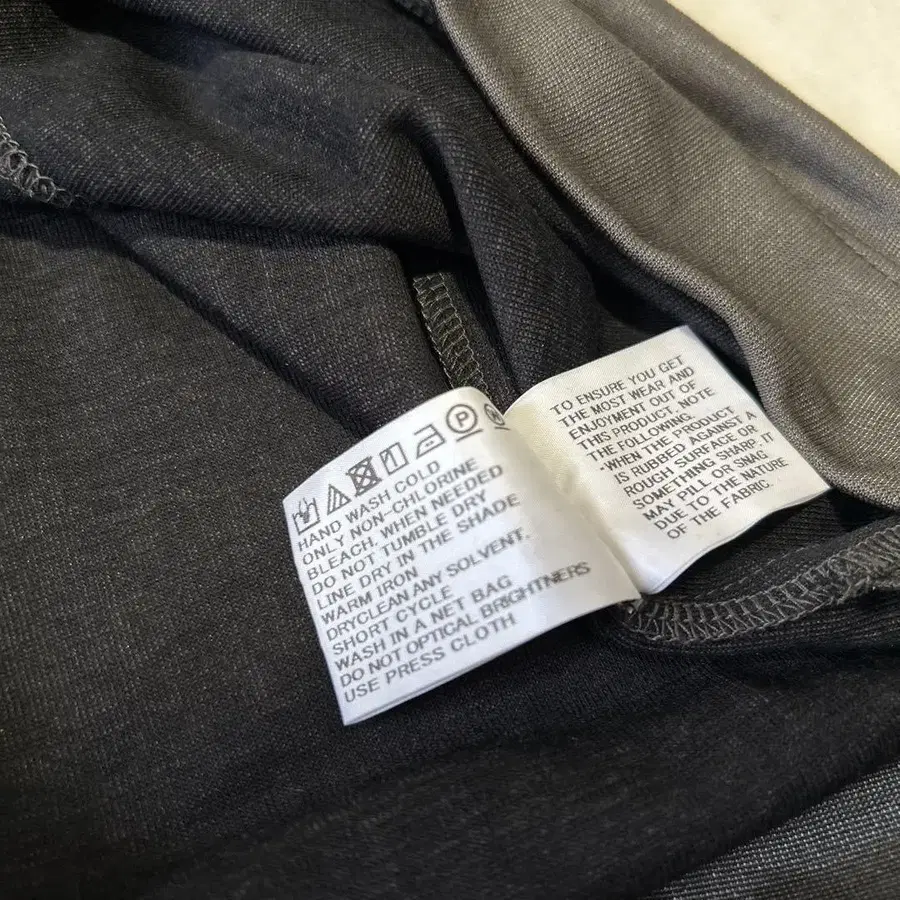 P
W
HAND WASH COLD
ONLY NON-CHLORINE
BLEACH. WHEN NEEDED
DO NOT TUMBLE DRY
LINE DRY IN THE SHADE
WARM IRON
DRYCLEAN ANY SOLVENT.
SHORT CYCLE
WASH IN A NET BAG
DO NOT OPTICAL BRIGHTNERS
USE PRESS CLOTH
TO ENSURE YOU GET
THE MOST WEAR AND
ENJOYMENT OUT OF
THIS PRODUCT, NOTE
THE FOLLOWING.
·WHEN THE PRODUCT
IS RUBBED AGAINST A
ROUGH SURFACE OR
SOMETHING SHARP, IT
MAY PILL OR SNAG
DUE TO THE NATURE
OF THE FABRIC.